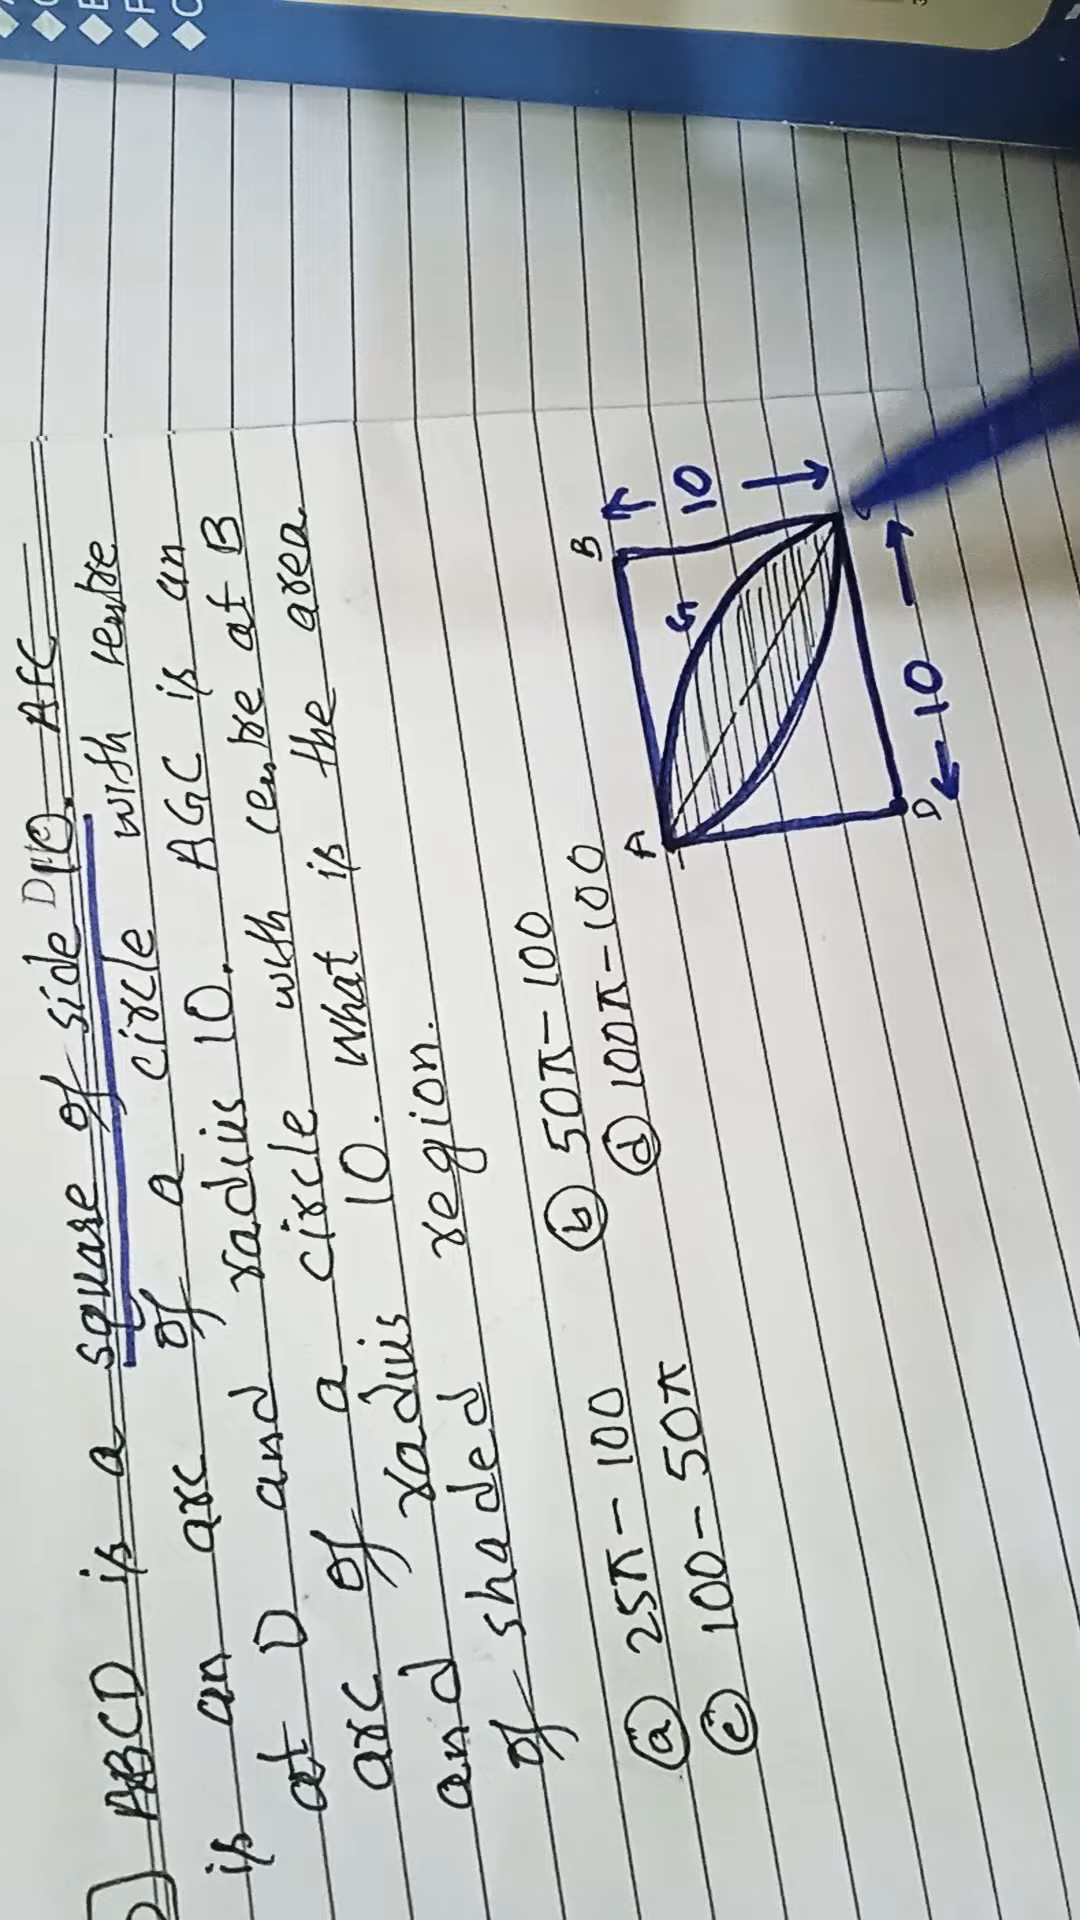 ABCD is a square of side 10. AFC
is an arc of a circle with centre
at D and radius 10. AGC is an
arc of a circle with centre at B
and radius 10. what is the area
of shaded region.
(a) 25π - 100 (b) 50π - 100
(c) 100 - 50π (d) 100π - 100
A B
G
10
D
10